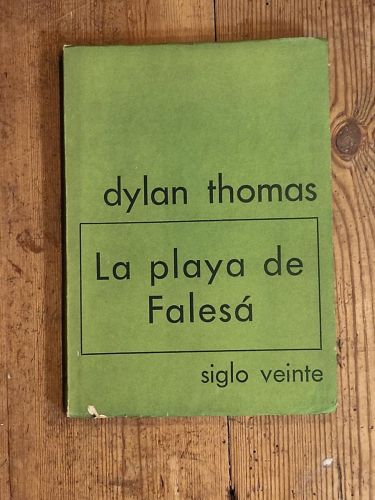 dylan thomas
La playa de
Falesá
siglo veinte